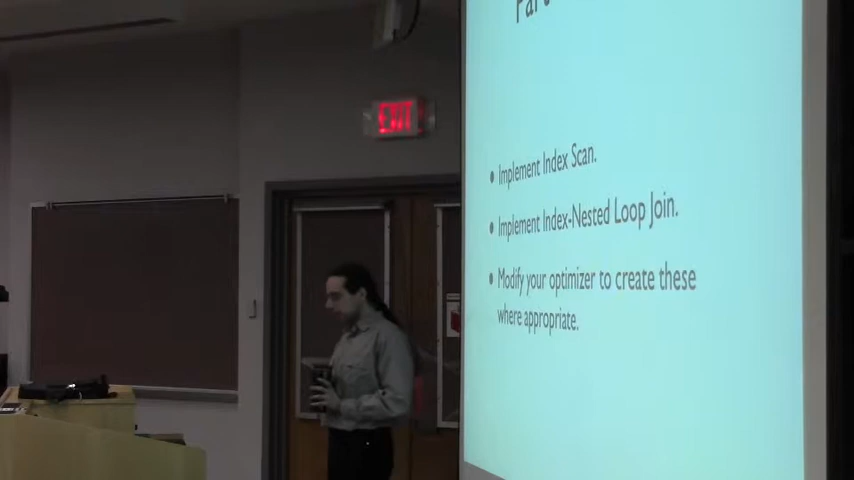 EXIT
• Implement Index Scan.
• Implement Index-Nested Loop Join.
• Modify your optimizer to create these
where appropriate.